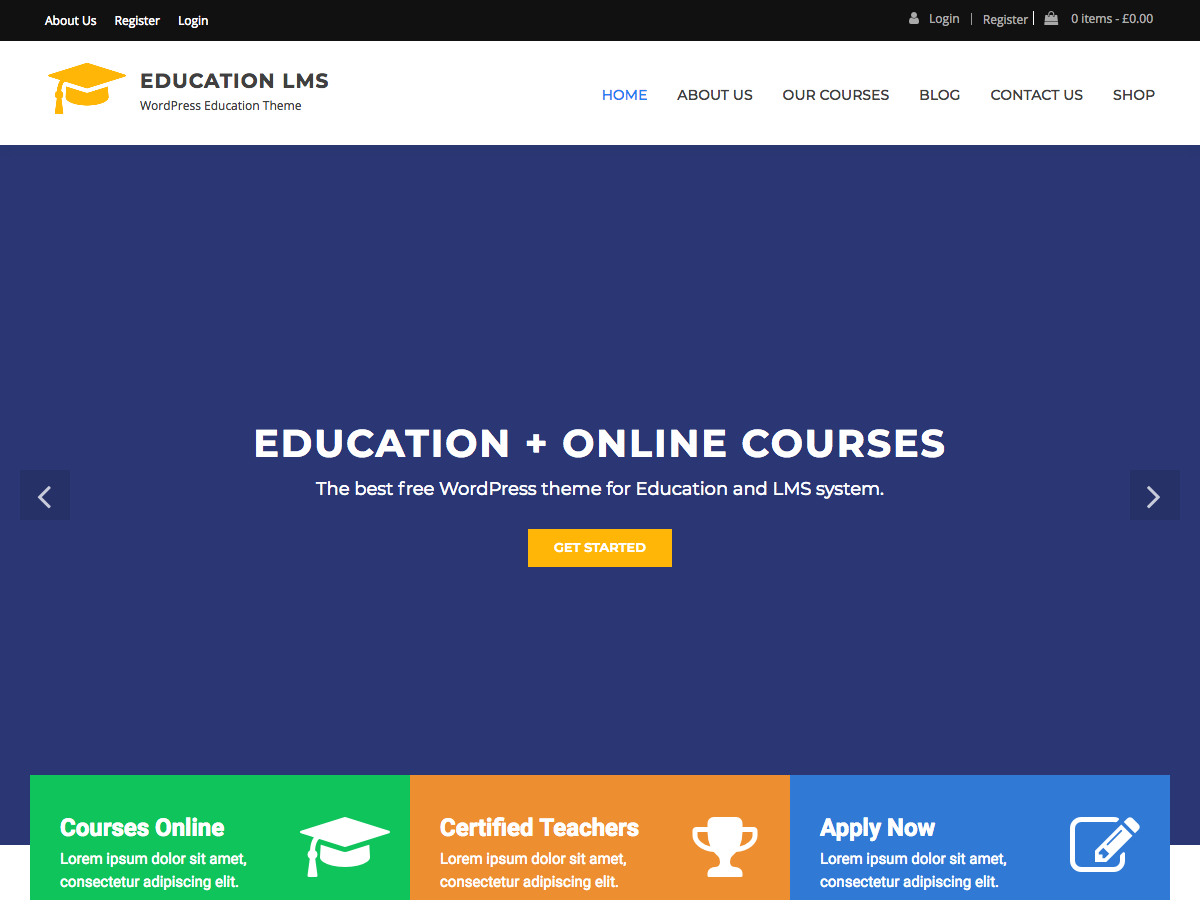 About Us Register Login
Login | Register | 0 items - £0.00
EDUCATION LMS
WordPress Education Theme
HOME ABOUT US OUR COURSES BLOG CONTACT US SHOP
EDUCATION + ONLINE COURSES
The best free WordPress theme for Education and LMS system.
GET STARTED
Courses Online
Lorem ipsum dolor sit amet,
consectetur adipiscing elit.
Certified Teachers
Lorem ipsum dolor sit amet,
consectetur adipiscing elit.
Apply Now
Lorem ipsum dolor sit amet,
consectetur adipiscing elit.